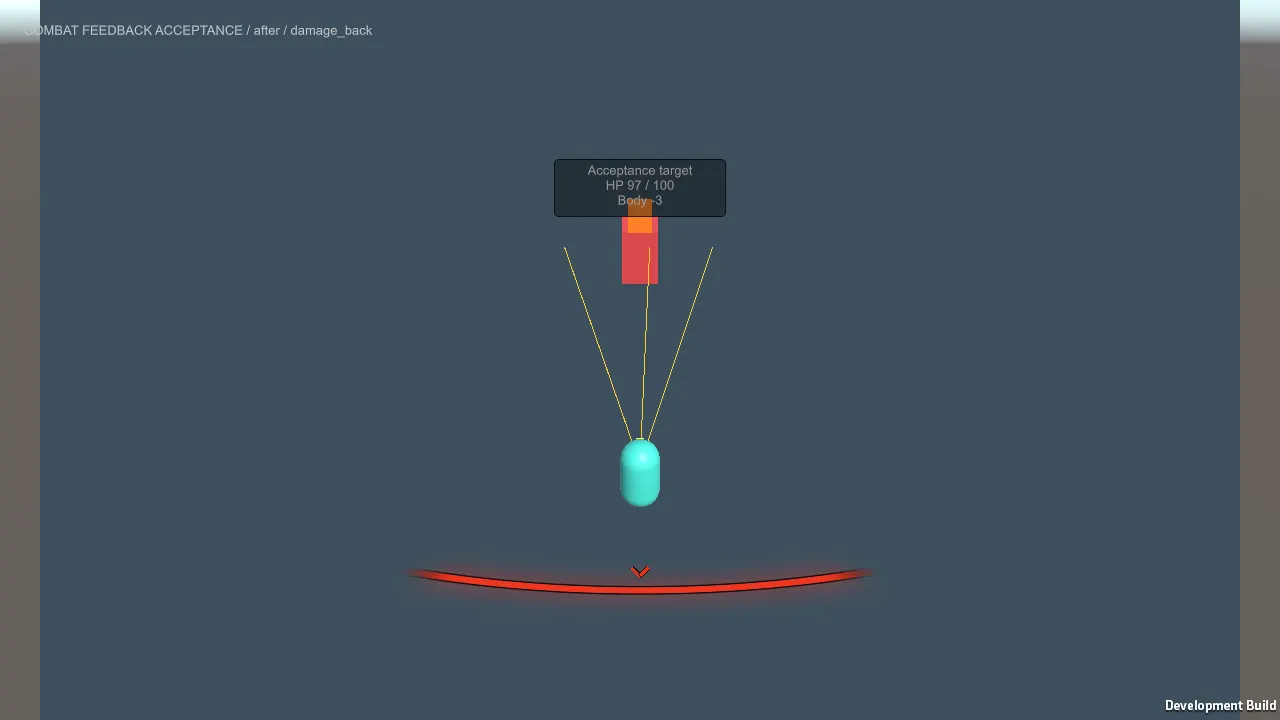 COMBAT FEEDBACK ACCEPTANCE / after / damage_back
Acceptance target
HP 97 / 100
Body -3
Development Build